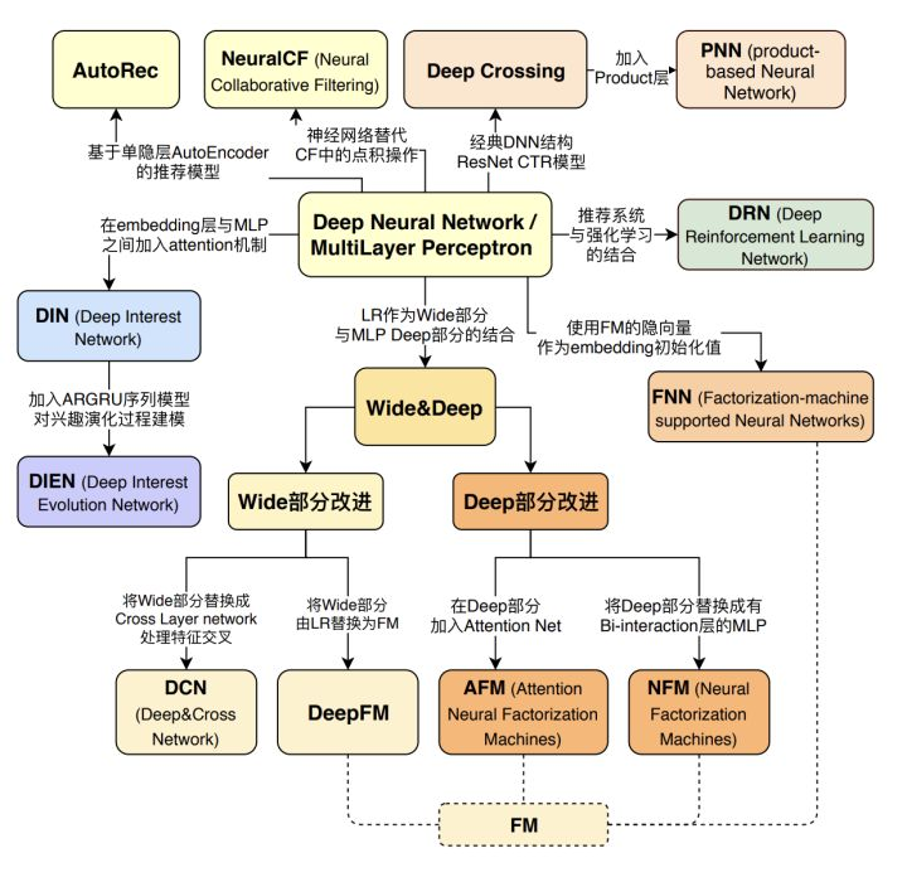 AutoRec
NeuralCF (Neural
Collaborative Filtering)
Deep Crossing
加入
Product层
PNN (product-
based Neural
Network)
基于单隐层AutoEncoder
的推荐模型
神经网络替代
CF中的点积操作
经典DNN结构
ResNet CTR模型
在embedding层与MLP
之间加入attention机制
Deep Neural Network /
MultiLayer Perceptron
推荐系统
与强化学习
的结合
DRN (Deep
Reinforcement Learning
Network)
DIN (Deep Interest
Network)
LR作为Wide部分
与MLP Deep部分的结合
使用FM的隐向量
作为embedding初始化值
加入ARGRU序列模型
对兴趣演化过程建模
Wide&Deep
FNN (Factorization-machine
supported Neural Networks)
DIEN (Deep Interest
Evolution Network)
Wide部分改进
Deep部分改进
将Wide部分替换成
Cross Layer network
处理特征交叉
将Wide部分
由LR替换为FM
在Deep部分
加入Attention Net
将Deep部分替换成有
Bi-interaction层的MLP
DCN
(Deep&Cross
Network)
DeepFM
AFM (Attention
Neural Factorization
Machines)
NFM (Neural
Factorization
Machines)
FM